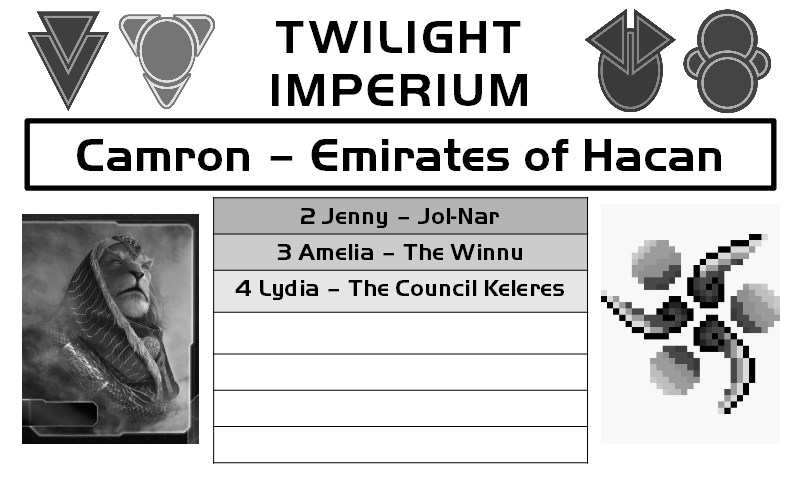 TWILIGHT
IMPERIUM
Camron – Emirates of Hacan
2 Jenny – Jol-Nar
3 Amelia – The Winnu
4 Lydia – The Council Keleres